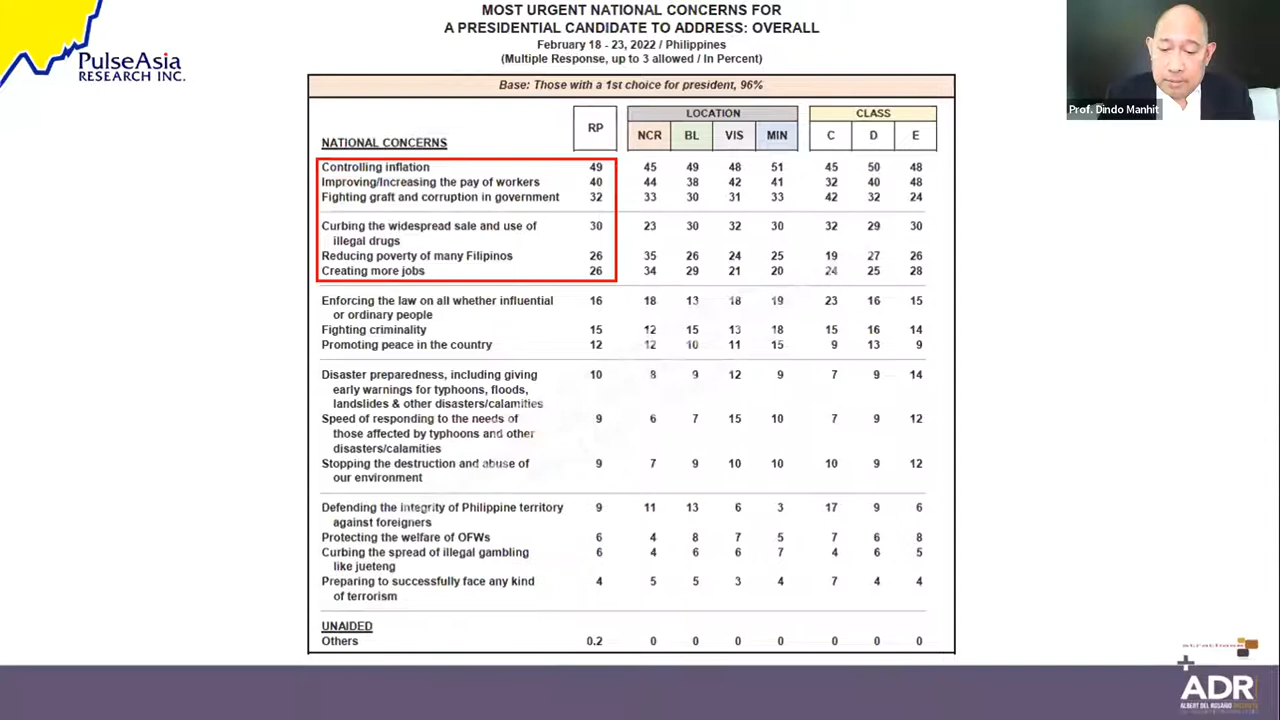 MOST URGENT NATIONAL CONCERNS FOR
A PRESIDENTIAL CANDIDATE TO ADDRESS: OVERALL
February 18 - 23, 2022 / Philippines
(Multiple Response, up to 3 allowed / In Percent)
PulseAsia
RESEARCH INC.
Prof. Dindo Manhit
Base: Those with a 1st choice for president, 96%
LOCATION CLASS
NATIONAL CONCERNS RP NCR BL VIS MIN C D E
Controlling inflation 49 45 49 48 51 45 50 48
Improving/Increasing the pay of workers 40 44 38 42 41 32 40 48
Fighting graft and corruption in government 32 33 30 31 33 42 32 24
Curbing the widespread sale and use of 30 23 30 32 30 32 29 30
illegal drugs
Reducing poverty of many Filipinos 26 35 26 24 25 19 27 26
Creating more jobs 26 34 29 21 20 24 25 28
Enforcing the law on all whether influential 16 18 13 18 19 23 16 15
or ordinary people
Fighting criminality 15 12 15 13 18 15 16 14
Promoting peace in the country 12 12 10 11 15 9 13 9
Disaster preparedness, including giving 10 8 9 12 9 7 9 14
early warnings for typhoons, floods,
landslides & other disasters/calamities
Speed of responding to the needs of 9 6 7 15 10 7 9 12
those affected by typhoons and other
disasters/calamities
Stopping the destruction and abuse of 9 7 9 10 10 10 9 12
our environment
Defending the integrity of Philippine territory 9 11 13 6 3 17 9 6
against foreigners
Protecting the welfare of OFWs 6 4 8 7 5 7 6 8
Curbing the spread of illegal gambling 6 4 6 6 7 4 6 5
like jueteng
Preparing to successfully face any kind 4 5 5 3 4 7 4 4
of terrorism
UNAIDED
Others 0.2 0 0 0 0 0 0 0
ADR
ALBERT DEL ROSARIO INSTITUTE